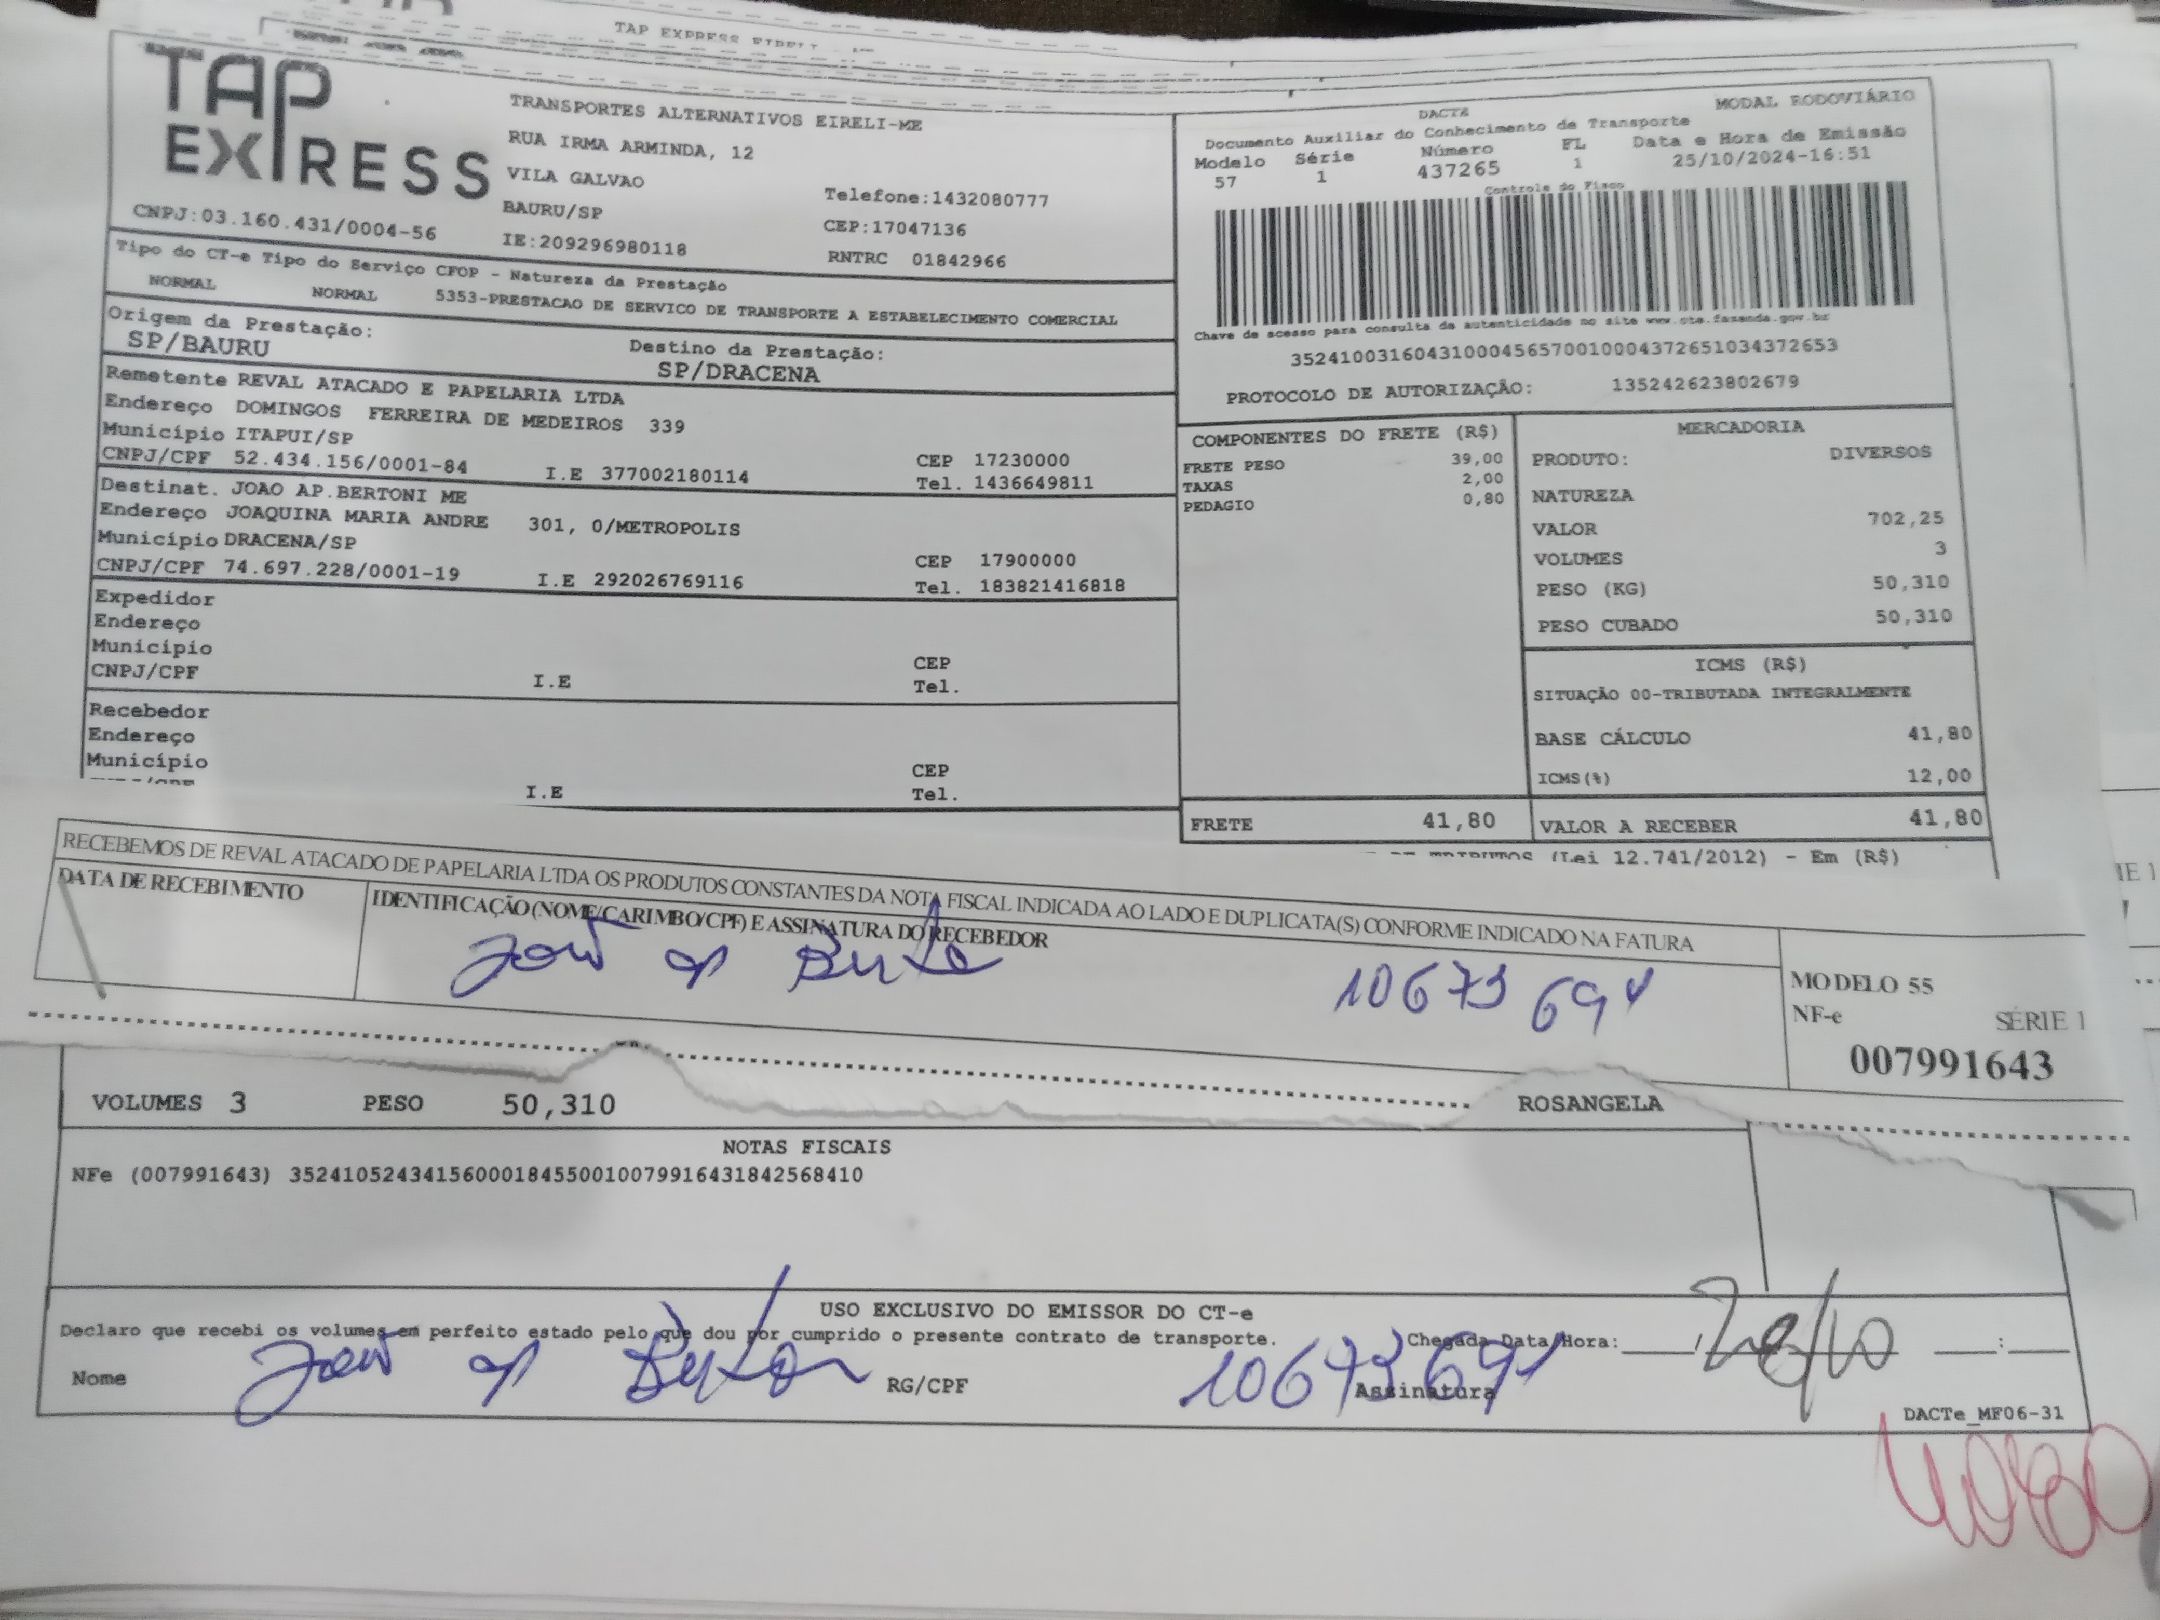 TAP EXPRESS EIRELI
TAP
EXPRESS
TRANSPORTES ALTERNATIVOS EIRELI-ME
RUA IRMA ARMINDA, 12
VILA GALVAO
BAURU/SP
IE:209296980118
Telefone:1432080777
CEP:17047136
RNTRC 01842966
CNPJ:03.160.431/0004-56
DACTE
MODAL RODOVIÁRIO
Documento Auxiliar do Conhecimento de Transporte
Modelo Série Número FL Data e Hora de Emissão
57 1 437265 1 25/10/2024-16:51
Controle do Fisco
Chave de acesso para consulta de autenticidade no site www.cte.fazenda.gov.br
35241003160431000456570010004372651034372653
PROTOCOLO DE AUTORIZAÇÃO: 135242623802679
Tipo do CT-e Tipo do Serviço CFOP - Natureza da Prestação
NORMAL NORMAL 5353-PRESTACAO DE SERVICO DE TRANSPORTE A ESTABELECIMENTO COMERCIAL
Origem da Prestação:
SP/BAURU
Destino da Prestação:
SP/DRACENA
Remetente REVAL ATACADO E PAPELARIA LTDA
Endereço DOMINGOS FERREIRA DE MEDEIROS 339
Município ITAPUI/SP CEP 17230000
CNPJ/CPF 52.434.156/0001-84 I.E 377002180114 Tel. 1436649811
Destinat. JOAO AP.BERTONI ME
Endereço JOAQUINA MARIA ANDRE 301, 0/METROPOLIS
Município DRACENA/SP CEP 17900000
CNPJ/CPF 74.697.228/0001-19 I.E 292026769116 Tel. 183821416818
Expedidor
Endereço
Município CEP
CNPJ/CPF I.E Tel.
Recebedor
Endereço
Município CEP
I.E Tel.
COMPONENTES DO FRETE (R$)
FRETE PESO 39,00
TAXAS 2,00
PEDAGIO 0,80
FRETE 41,80
MERCADORIA
PRODUTO: DIVERSOS
NATUREZA
VALOR 702,25
VOLUMES 3
PESO (KG) 50,310
PESO CUBADO 50,310
ICMS (R$)
SITUAÇÃO 00-TRIBUTADA INTEGRALMENTE
BASE CÁLCULO 41,80
ICMS(%) 12,00
VALOR A RECEBER 41,80
TRIBUTOS (Lei 12.741/2012) - Em (R$)
RECEBEMOS DE REVAL ATACADO DE PAPELARIA LTDA OS PRODUTOS CONSTANTES DA NOTA FISCAL INDICADA AO LADO E DUPLICATA(S) CONFORME INDICADO NA FATURA
DATA DE RECEBIMENTO
IDENTIFICAÇÃO (NOME/CARIMBO/CPF) E ASSINATURA DO RECEBEDOR
10673694
MODELO 55
NF-e SÉRIE 1
007991643
VOLUMES 3 PESO 50,310 ROSANGELA
NOTAS FISCAIS
NFe (007991643) 35241052434156000184550010079916431842568410
USO EXCLUSIVO DO EMISSOR DO CT-e
Declaro que recebi os volumes em perfeito estado pelo que dou por cumprido o presente contrato de transporte.
Chegada Data/Hora: 28/10
Nome RG/CPF Assinatura
DACTe_MF06-31